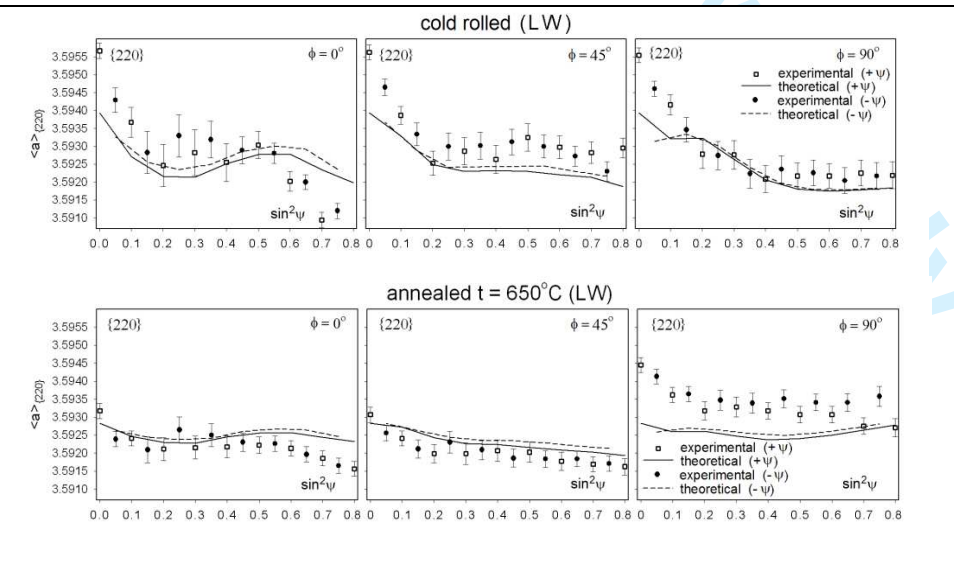 cold rolled (LW)
{220} ϕ = 0° {220} ϕ = 45° {220} ϕ = 90°
experimental (+ψ)
theoretical (+ψ)
experimental (-ψ)
theoretical (-ψ)
<a>{220}
3.5955
3.5950
3.5945
3.5940
3.5935
3.5930
3.5925
3.5920
3.5915
3.5910
sin²ψ sin²ψ sin²ψ
0.0 0.1 0.2 0.3 0.4 0.5 0.6 0.7 0.8 0 0.1 0.2 0.3 0.4 0.5 0.6 0.7 0 0.1 0.2 0.3 0.4 0.5 0.6 0.7 0.8
annealed t = 650°C (LW)
{220} ϕ = 0° {220} ϕ = 45° {220} ϕ = 90°
<a>{220}
3.5955
3.5950
3.5945
3.5940
3.5935
3.5930
3.5925
3.5920
3.5915
3.5910
experimental (+ψ)
theoretical (+ψ)
experimental (-ψ)
theoretical (-ψ)
sin²ψ sin²ψ sin²ψ
0.0 0.1 0.2 0.3 0.4 0.5 0.6 0.7 0.8 0 0.1 0.2 0.3 0.4 0.5 0.6 0.7 0.8 0 0.1 0.2 0.3 0.4 0.5 0.6 0.7 0.8